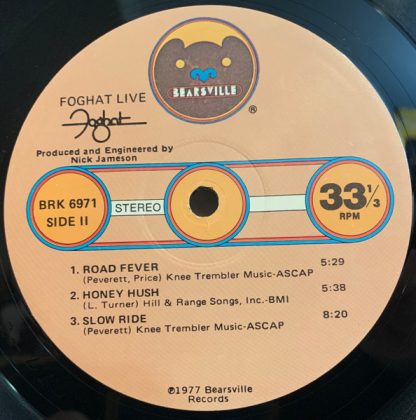 BEARSVILLE
®
FOGHAT LIVE
Foghat
Produced and Engineered by
Nick Jameson
BRK 6971
SIDE II
STEREO
33 1/3
RPM
1. ROAD FEVER 5:29
(Peverett, Price) Knee Trembler Music-ASCAP
2. HONEY HUSH 5:38
(L. Turner) Hill & Range Songs, Inc.-BMI
3. SLOW RIDE 8:20
(Peverett) Knee Trembler Music-ASCAP
℗1977 Bearsville
Records